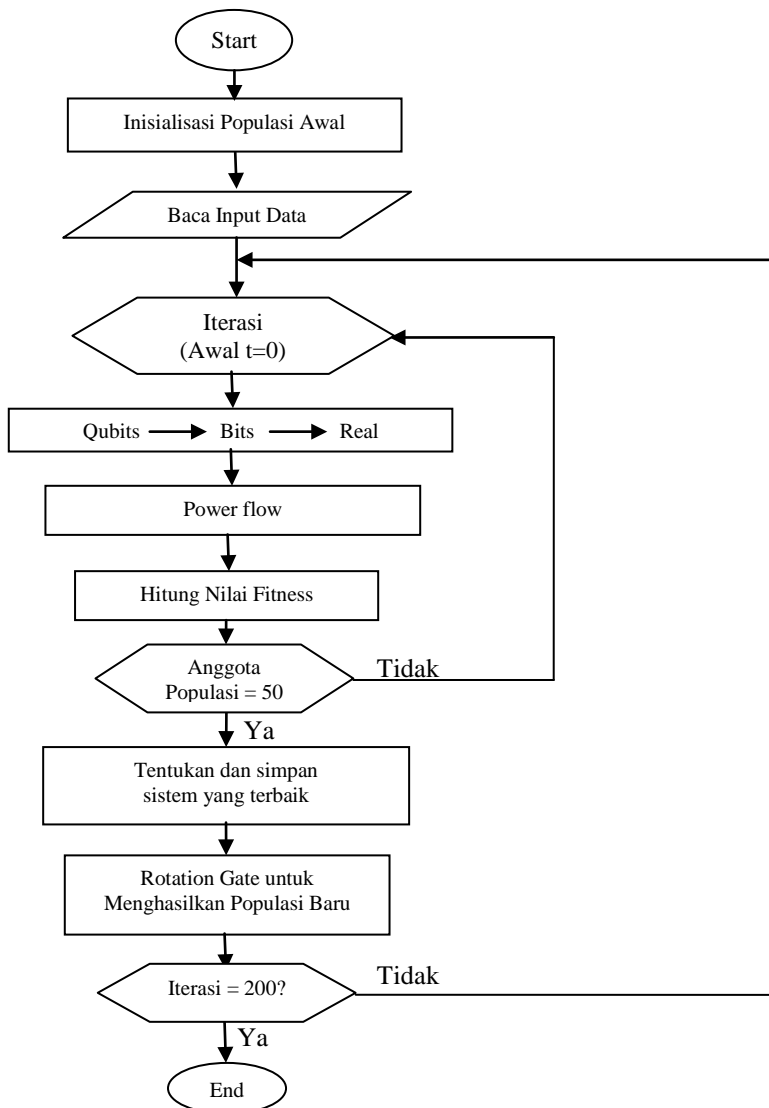 Start
Inisialisasi Populasi Awal
Baca Input Data
Iterasi
(Awal t=0)
Qubits Bits Real
Power flow
Hitung Nilai Fitness
Anggota
Populasi = 50
Tidak
Ya
Tentukan dan simpan
sistem yang terbaik
Rotation Gate untuk
Menghasilkan Populasi Baru
Iterasi = 200?
Tidak
Ya
End